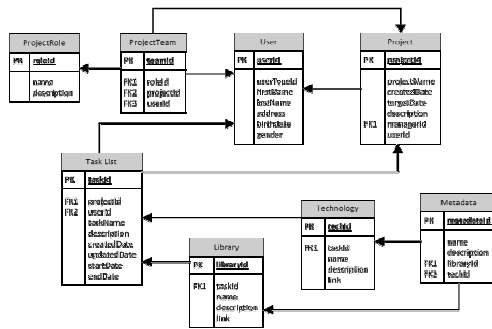 ProjectRole
PK roleId
name
description
ProjectTeam
PK teamId
FK1 roleId
FK2 projectId
FK3 userId
User
PK userId
userTypeId
firstName
lastName
address
birthdate
gender
Project
PK projectId
projectName
createdDate
targetDate
description
FK1 managerId
userId
Task List
PK taskId
FK1 projectId
FK2 userId
taskName
description
createdDate
updatedDate
startDate
endDate
Library
PK libraryId
FK1 taskId
name
description
link
Technology
PK techId
FK1 taskId
name
description
link
Metadata
PK metadataId
name
description
FK1 libraryId
FK2 techId